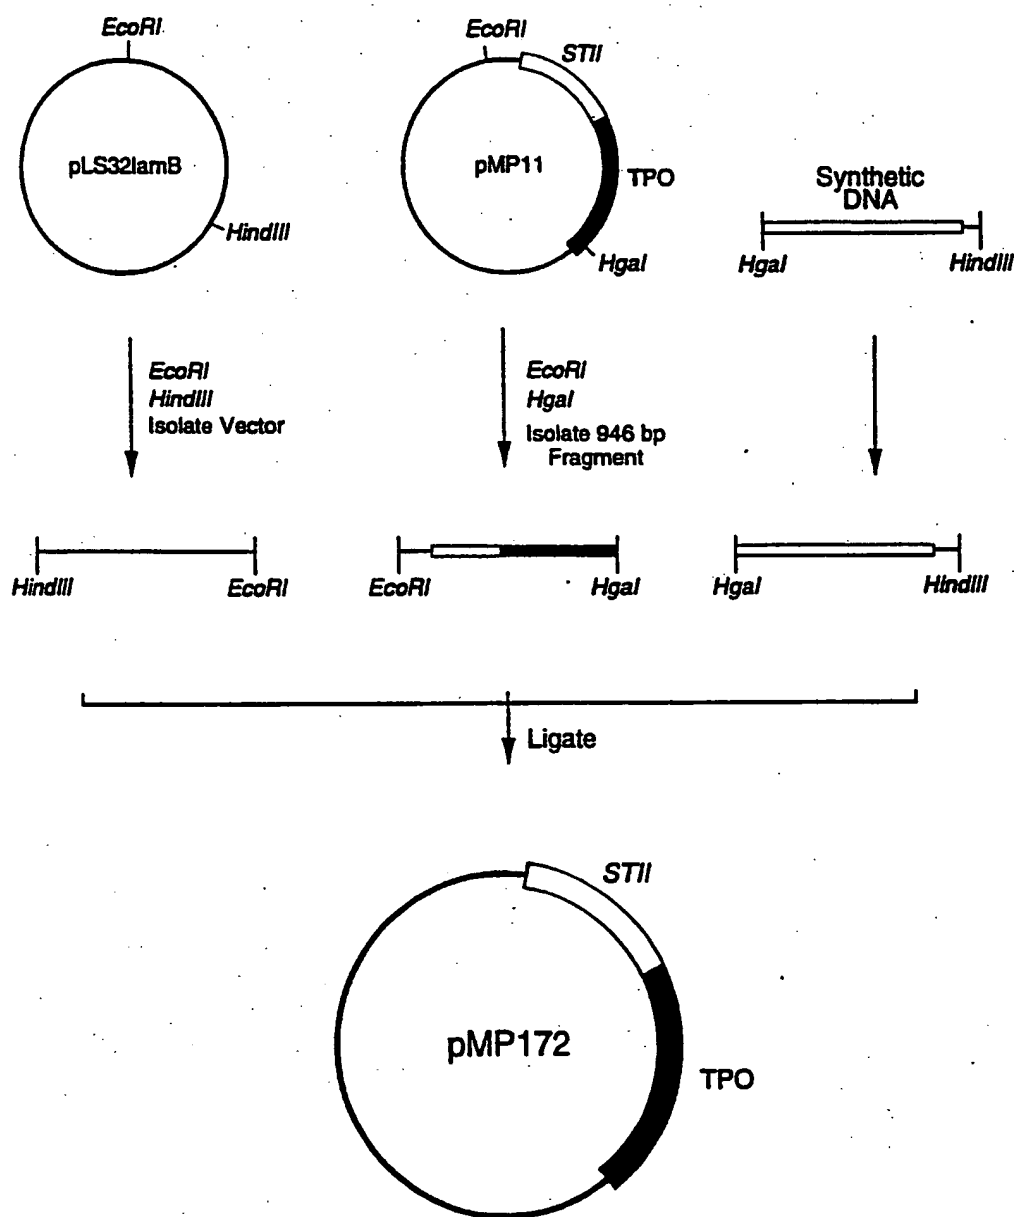 EcoRI
pLS32lamB
HindIII
EcoRI
STII
pMP11
TPO
HgaI
Synthetic
DNA
HgaI
HindIII
EcoRI
HindIII
Isolate Vector
EcoRI
HgaI
Isolate 946 bp
Fragment
HindIII
EcoRI
EcoRI
HgaI
HgaI
HindIII
Ligate
STII
pMP172
TPO